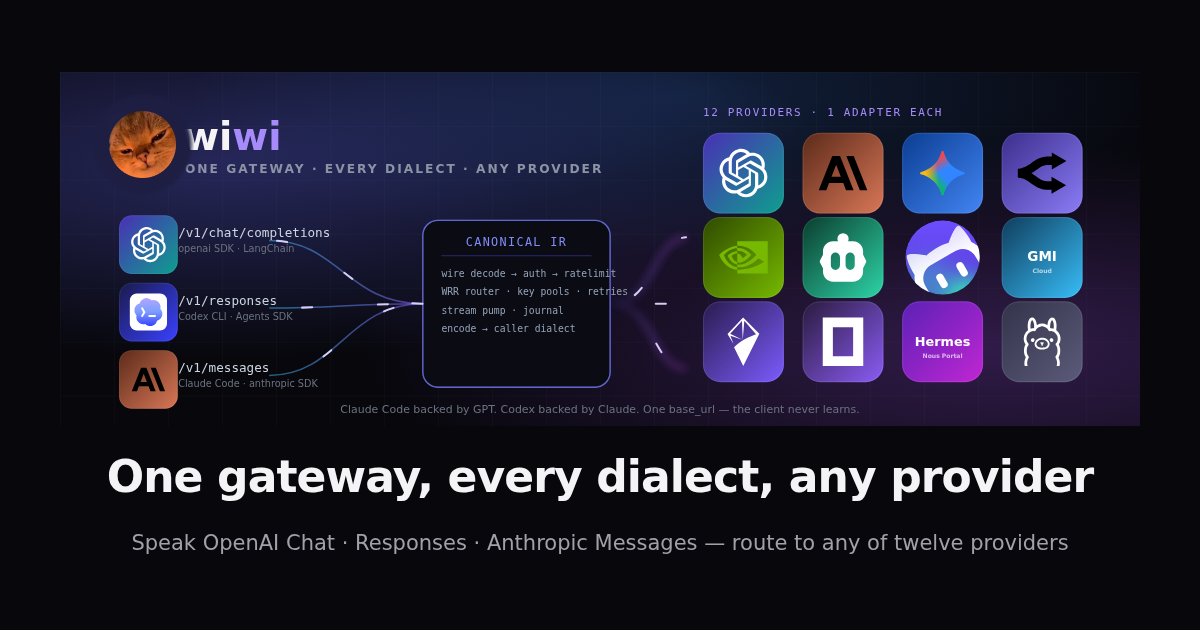 wiwi
ONE GATEWAY · EVERY DIALECT · ANY PROVIDER
/v1/chat/completions
openai SDK · LangChain
/v1/responses
Codex CLI · Agents SDK
/v1/messages
Claude Code · anthropic SDK
CANONICAL IR
wire decode → auth → ratelimit
WRR router · key pools · retries
stream pump · journal
encode → caller dialect
12 PROVIDERS · 1 ADAPTER EACH
GMI
Cloud
Hermes
Nous Portal
Claude Code backed by GPT. Codex backed by Claude. One base_url — the client never learns.
One gateway, every dialect, any provider
Speak OpenAI Chat · Responses · Anthropic Messages — route to any of twelve providers